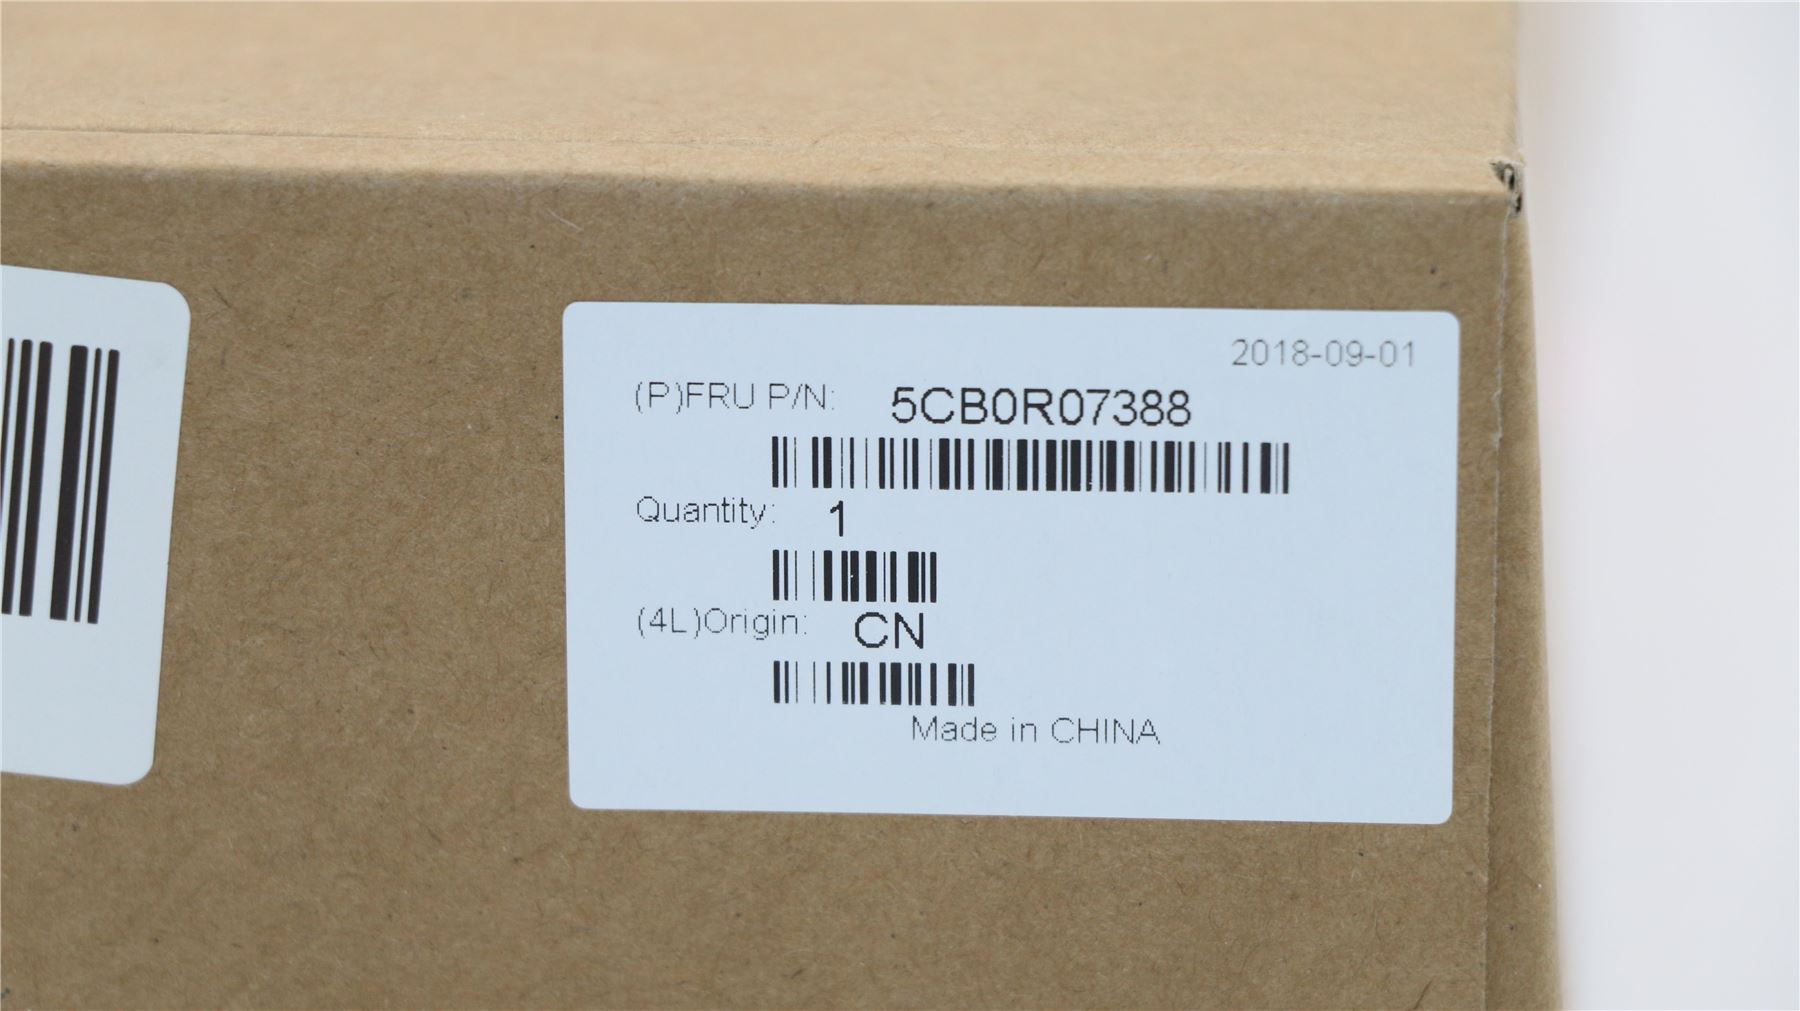 2018-09-01
(P)FRU P/N: 5CB0R07388
Quantity: 1
(4L)Origin: CN
Made in CHINA